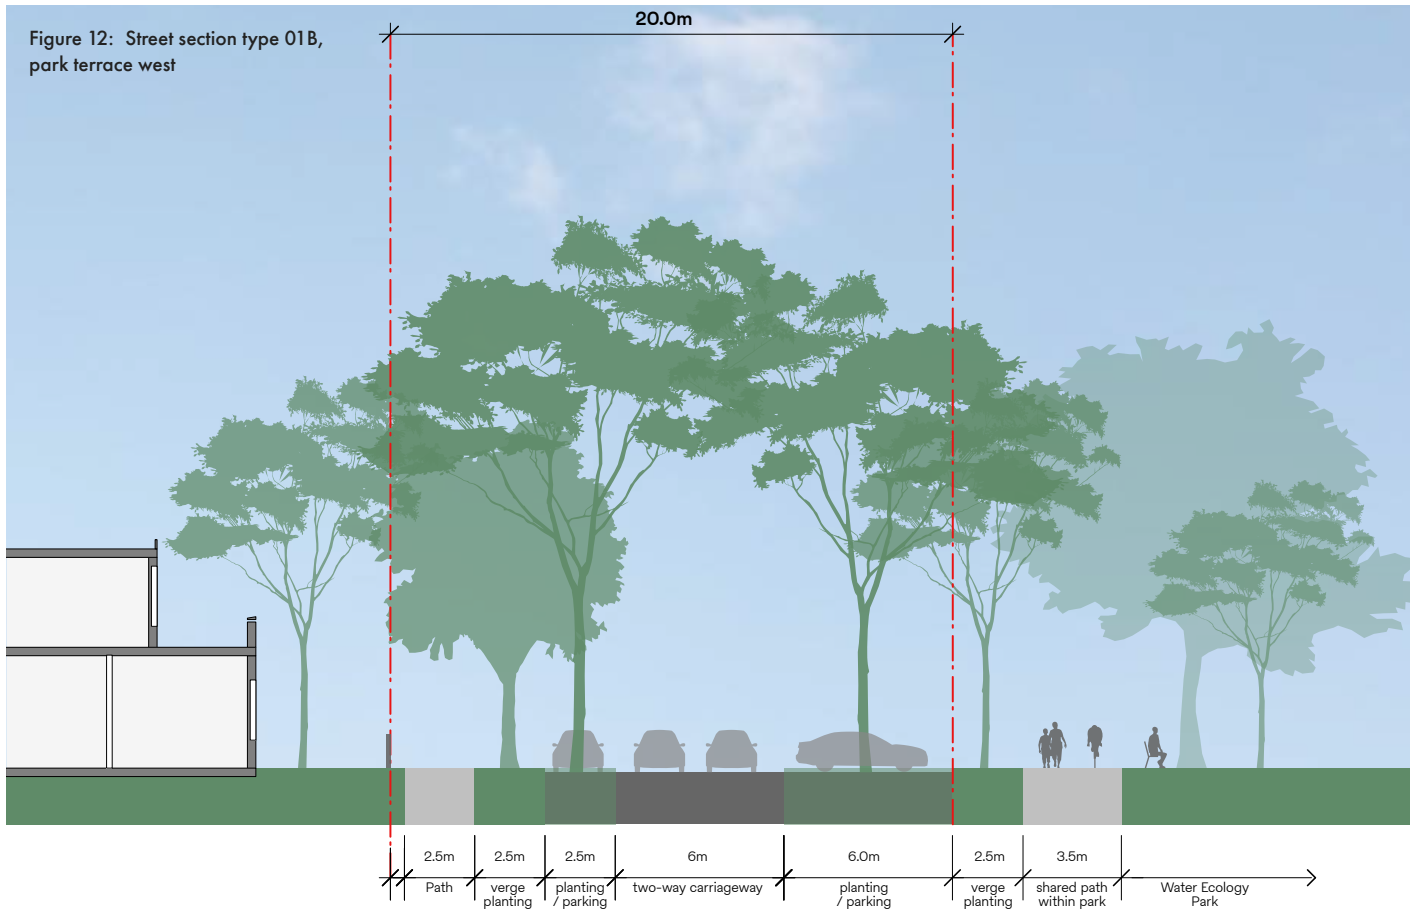 20.0m
Figure 12: Street section type 01B,
park terrace west
2.5m
2.5m
2.5m
6m
6.0m
2.5m
3.5m
Path
verge
planting
planting
/ parking
two-way carriageway
planting
/ parking
verge
planting
shared path
within park
Water Ecology
Park